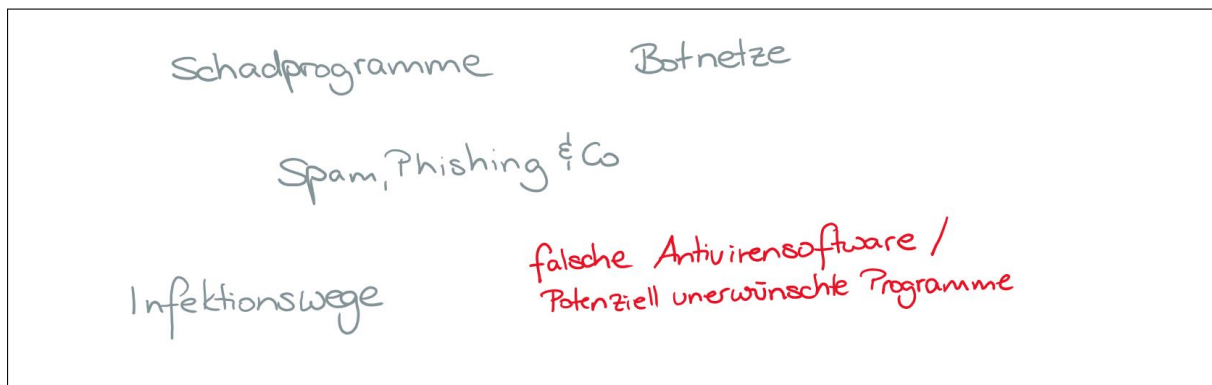 Schadprogramme
Botnetze
Spam, Phishing & Co
falsche Antivirensoftware /
Potenziell unerwünschte Programme
Infektionswege